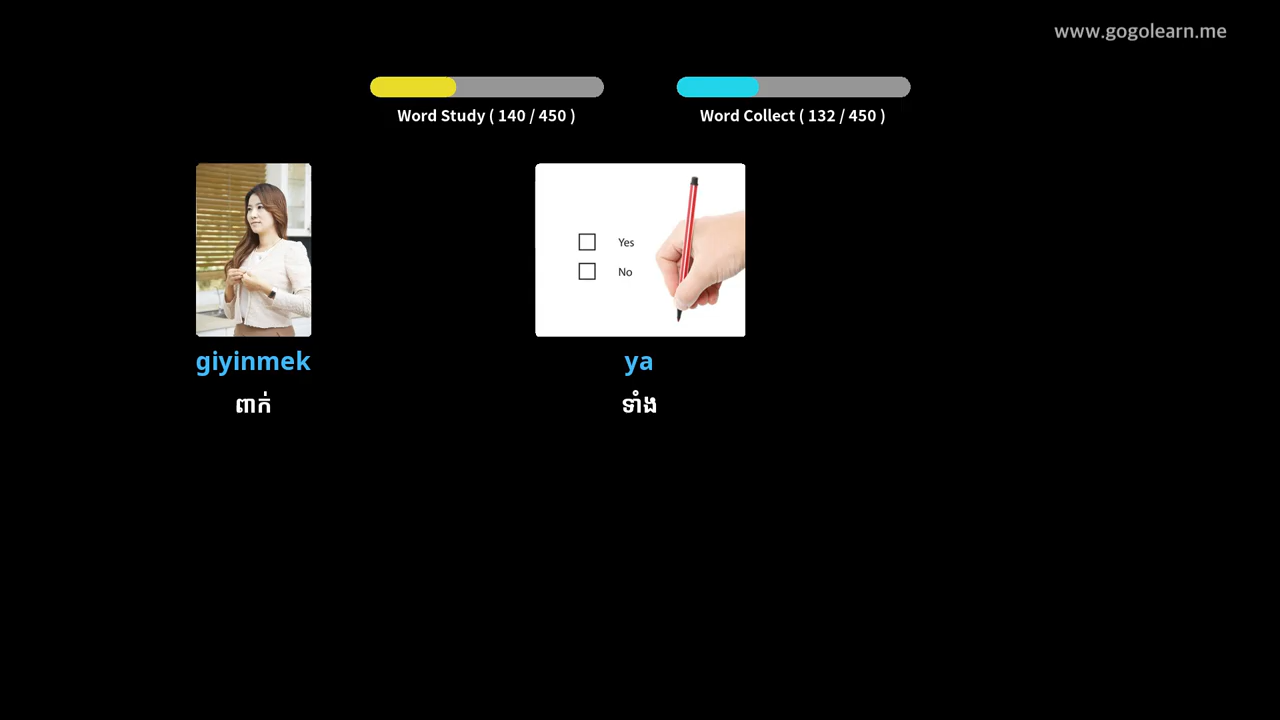 www.gogolearn.me
Word Study ( 140 / 450 )
Word Collect ( 132 / 450 )
Yes
No
giyinmek
ya
ពាក់
ទាំង